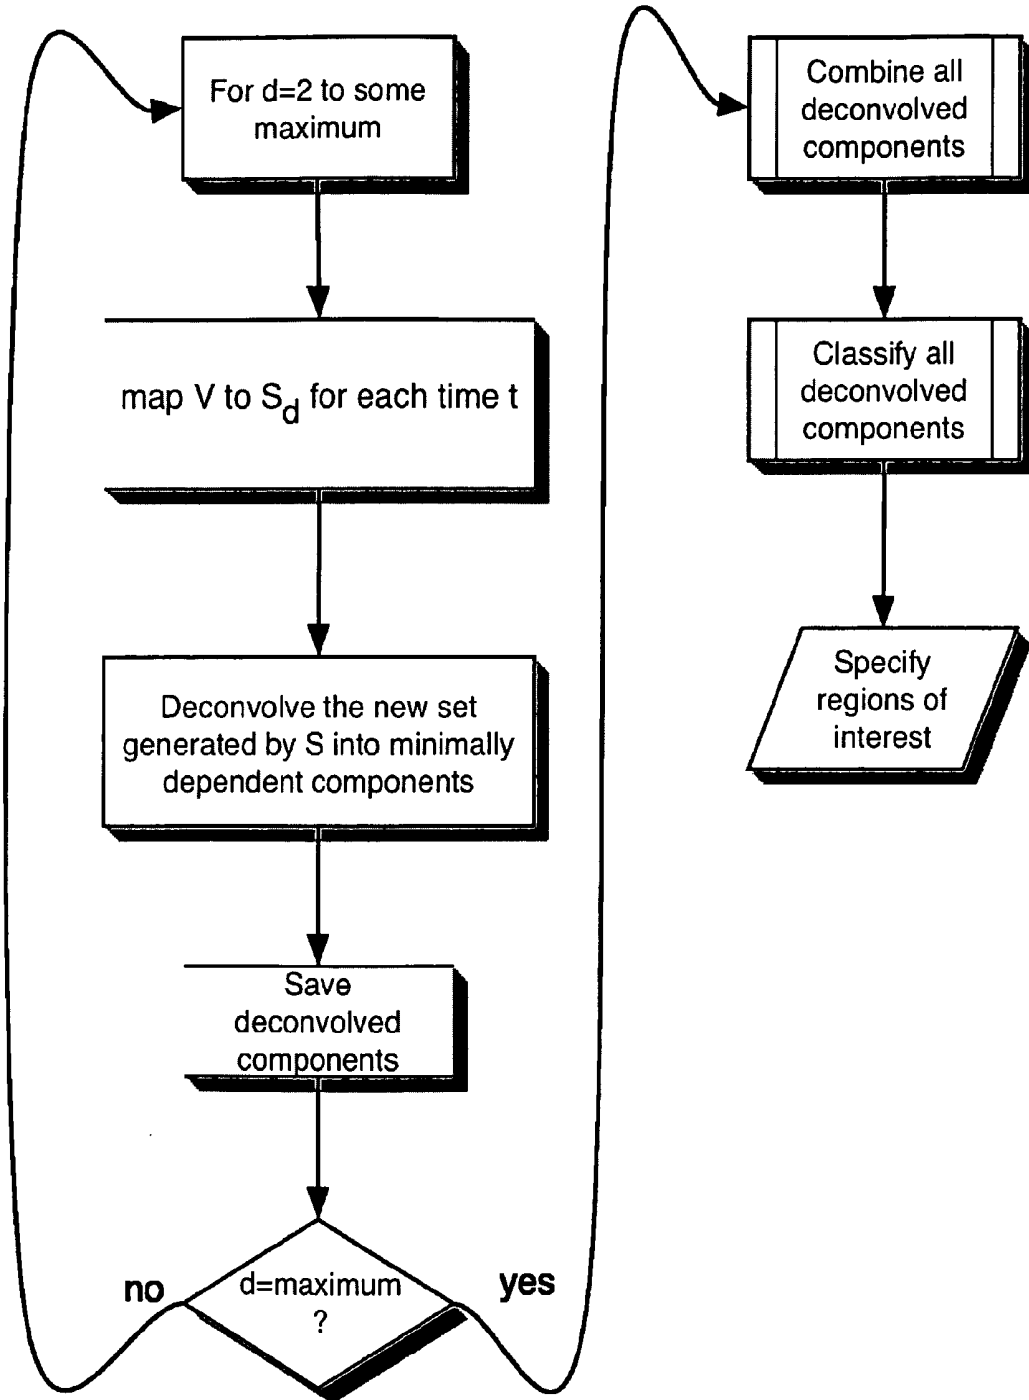 For d=2 to some
maximum
map V to Sd for each time t
Deconvolve the new set
generated by S into minimally
dependent components
Save
deconvolved
components
no
d=maximum
?
yes
Combine all
deconvolved
components
Classify all
deconvolved
components
Specify
regions of
interest